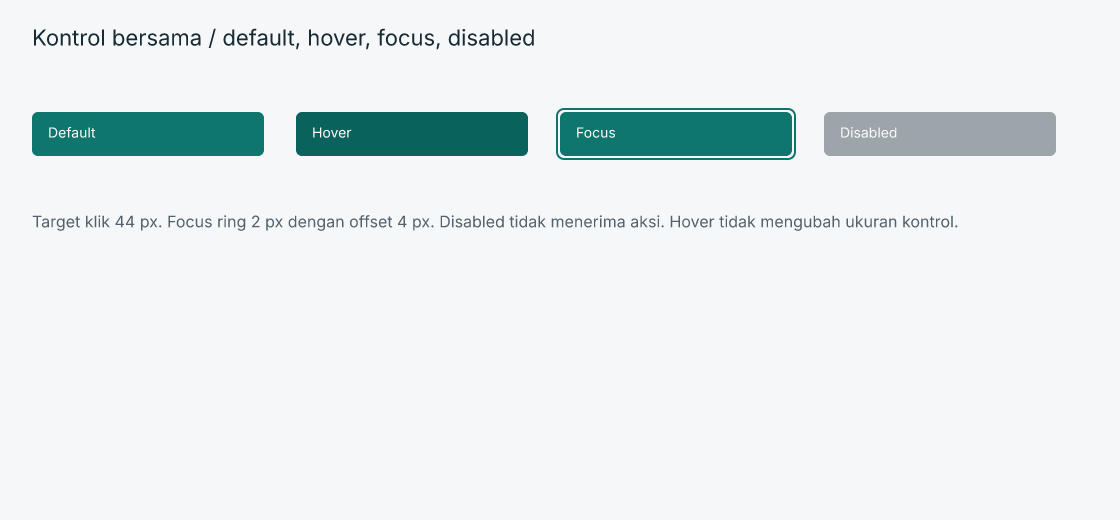 Kontrol bersama / default, hover, focus, disabled
Default
Hover
Focus
Disabled
Target klik 44 px. Focus ring 2 px dengan offset 4 px. Disabled tidak menerima aksi. Hover tidak mengubah ukuran kontrol.